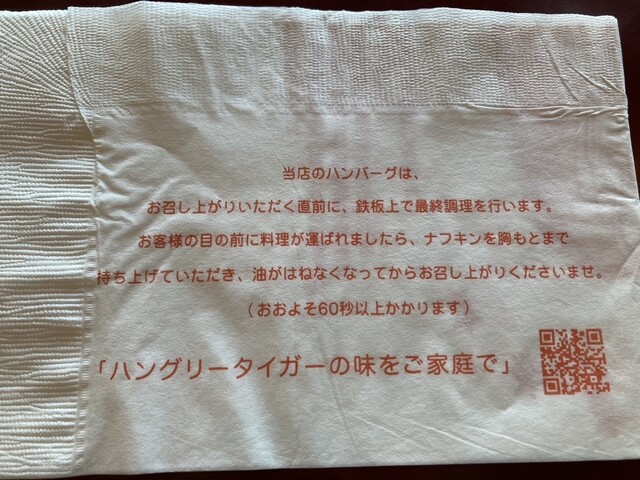 当店のハンバーグは、
お召し上がりいただく直前に、鉄板上で最終調理を行います。
お客様の目の前に料理が運ばれましたら、ナフキンを胸もとまで
持ち上げていただき、油がはねなくなってからお召し上がりくださいませ。
（おおよそ60秒以上かかります）
「ハングリータイガーの味をご家庭で」